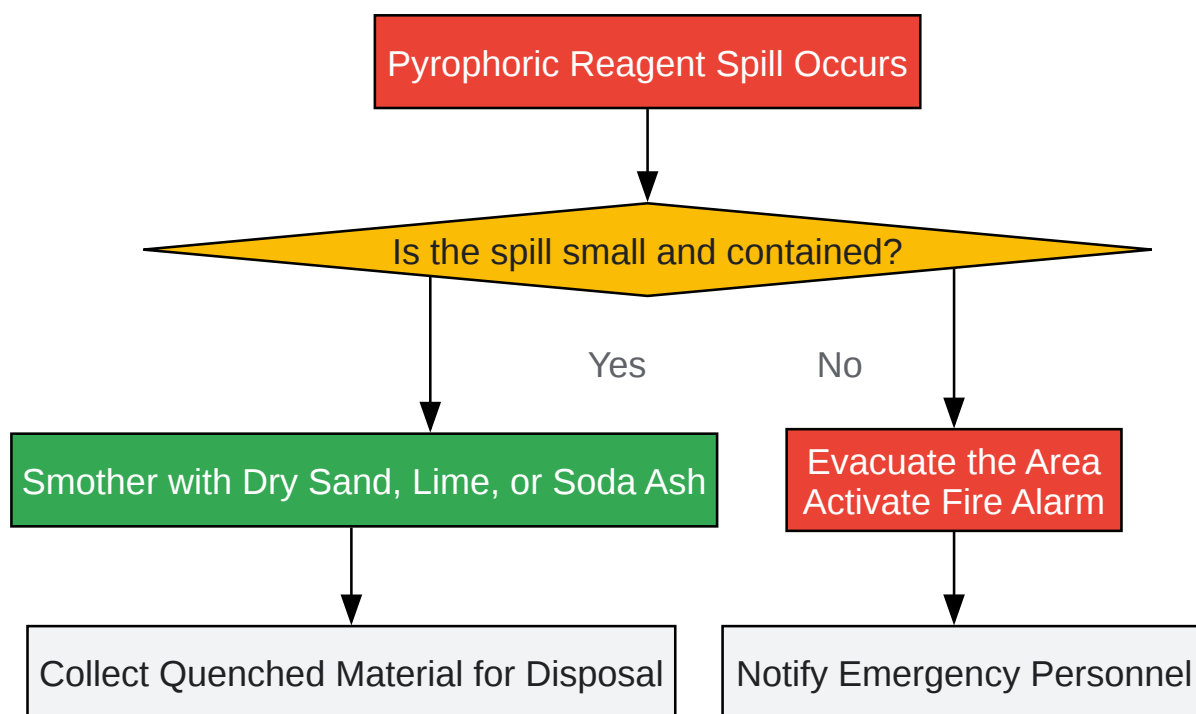 Pyrophoric Reagent Spill Occurs
Is the spill small and contained?
Yes
No
Smother with Dry Sand, Lime, or Soda Ash
Evacuate the Area
Activate Fire Alarm
Collect Quenched Material for Disposal
Notify Emergency Personnel